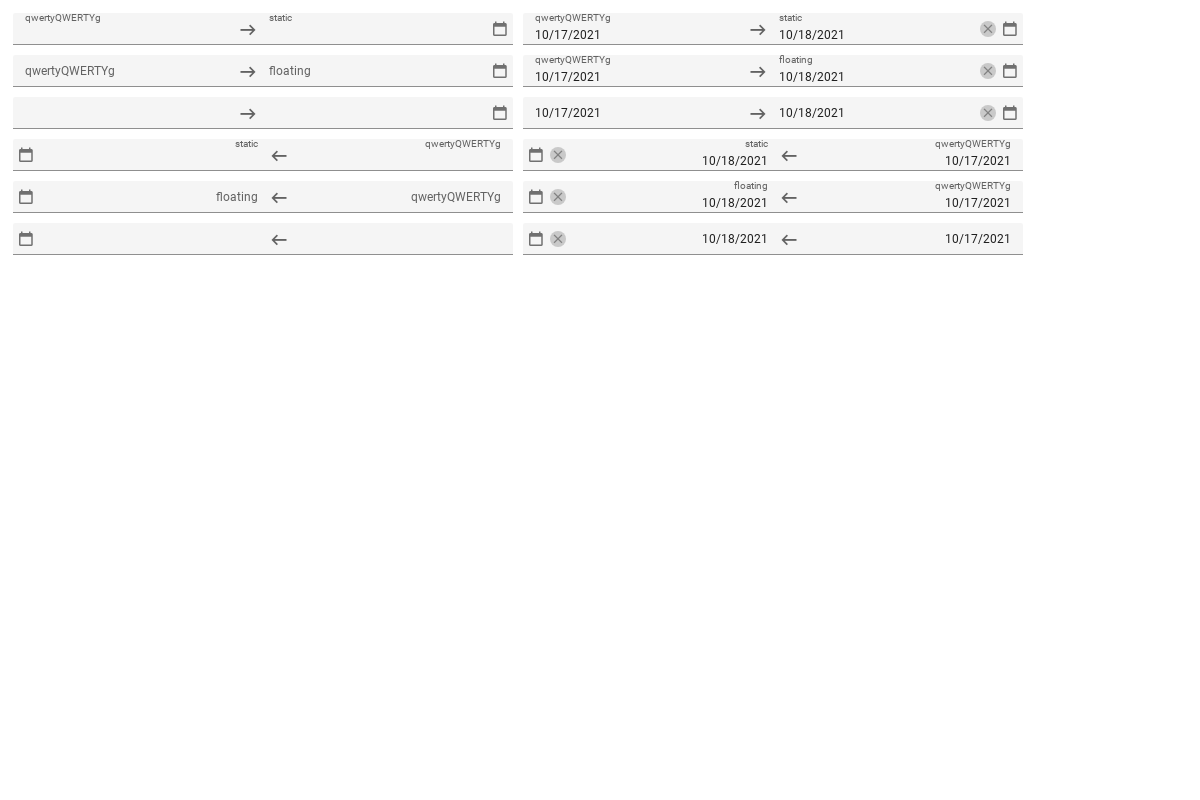 qwertyQWERTYg static qwertyQWERTYg static
10/17/2021 10/18/2021
qwertyQWERTYg floating qwertyQWERTYg floating
10/17/2021 10/18/2021
10/17/2021 10/18/2021
static qwertyQWERTYg static qwertyQWERTYg
10/18/2021 10/17/2021
floating qwertyQWERTYg floating qwertyQWERTYg
10/18/2021 10/17/2021
10/18/2021 10/17/2021